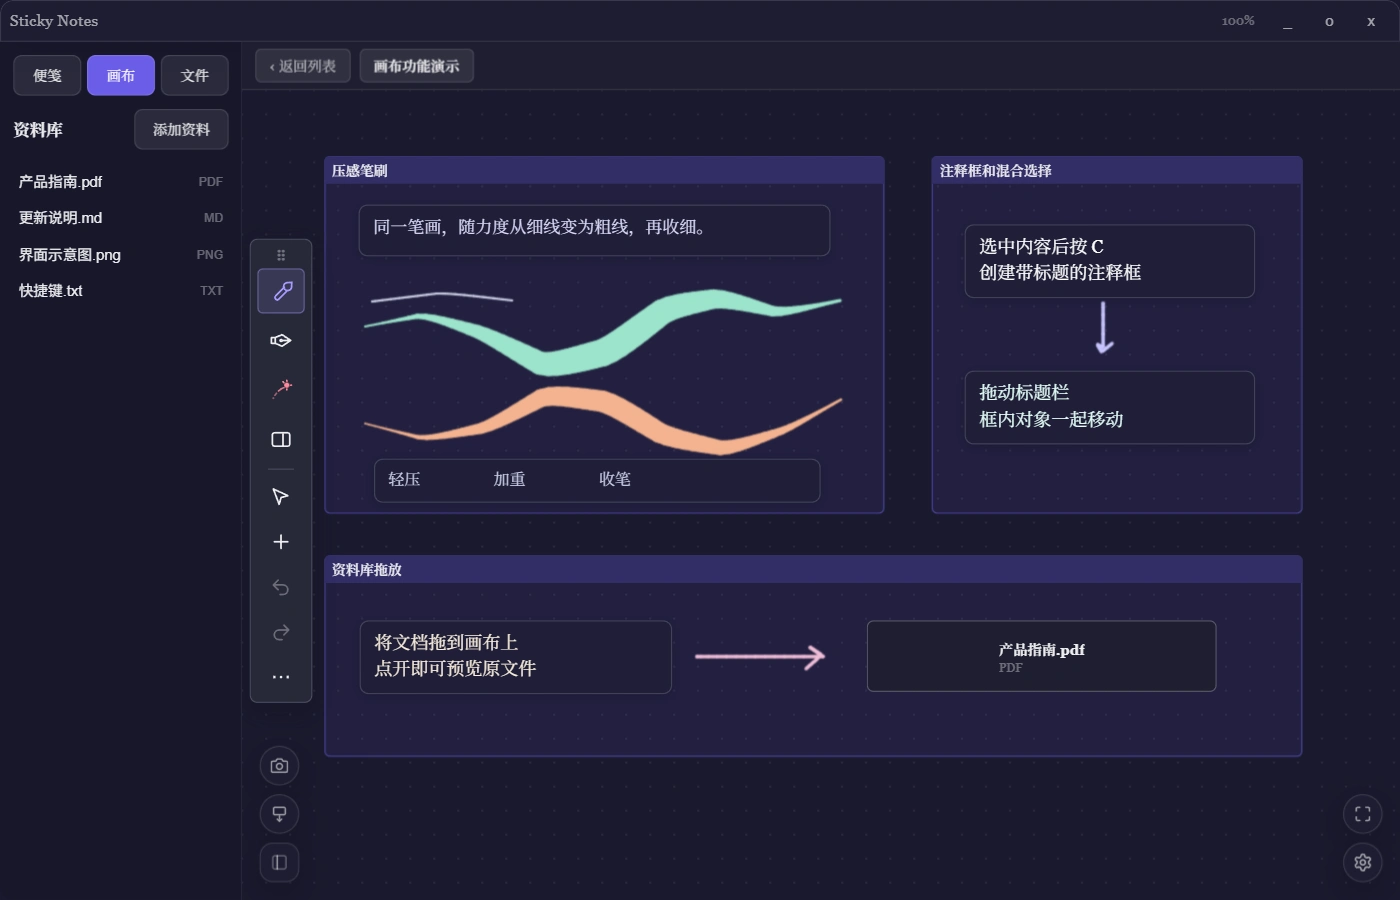 Sticky Notes
100%
_
o
x
便笺
画布
文件
资料库
添加资料
产品指南.pdf
PDF
更新说明.md
MD
界面示意图.png
PNG
快捷键.txt
TXT
‹ 返回列表
画布功能演示
压感笔刷
同一笔画，随力度从细线变为粗线，再收细。
轻压
加重
收笔
注释框和混合选择
选中内容后按 C
创建带标题的注释框
拖动标题栏
框内对象一起移动
资料库拖放
将文档拖到画布上
点开即可预览原文件
产品指南.pdf
PDF